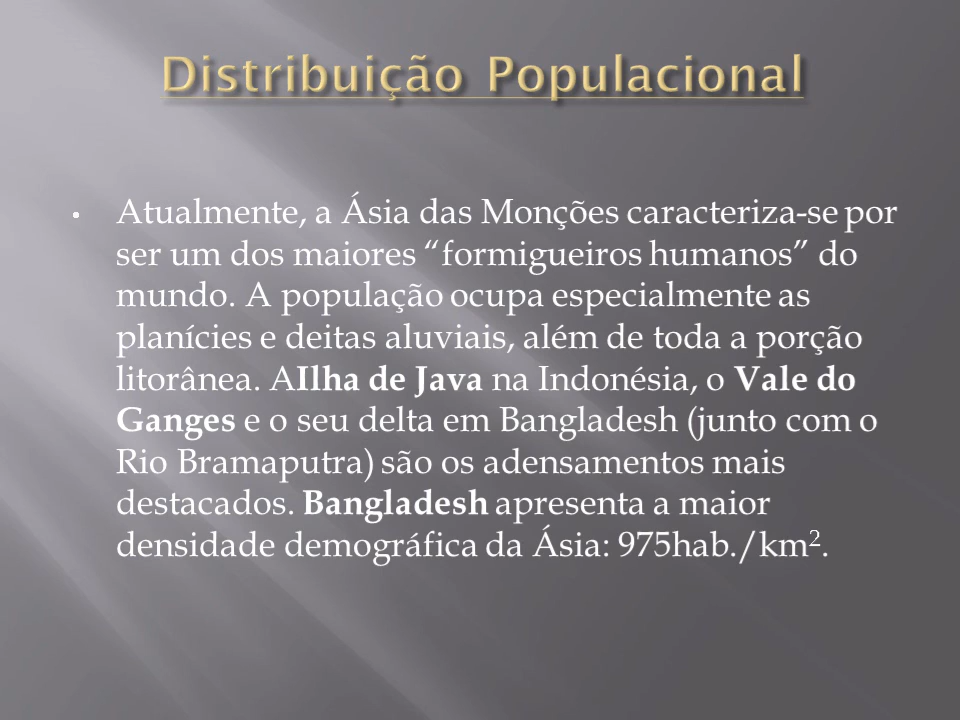 Distribuição Populacional
• Atualmente, a Ásia das Monções caracteriza-se por
ser um dos maiores “formigueiros humanos” do
mundo. A população ocupa especialmente as
planícies e deitas aluviais, além de toda a porção
litorânea. AIlha de Java na Indonésia, o Vale do
Ganges e o seu delta em Bangladesh (junto com o
Rio Bramaputra) são os adensamentos mais
destacados. Bangladesh apresenta a maior
densidade demográfica da Ásia: 975hab./km².